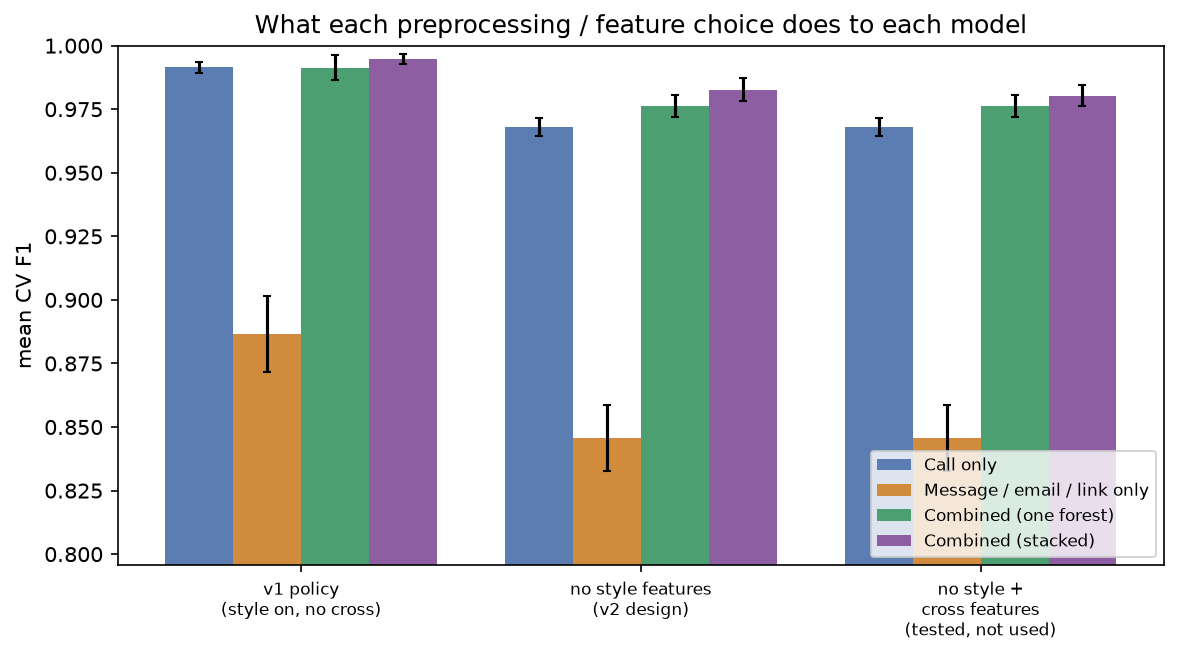 What each preprocessing / feature choice does to each model
mean CV F1
1.000
0.975
0.950
0.925
0.900
0.875
0.850
0.825
0.800
Call only
Message / email / link only
Combined (one forest)
Combined (stacked)
v1 policy
(style on, no cross)
no style features
(v2 design)
no style +
cross features
(tested, not used)